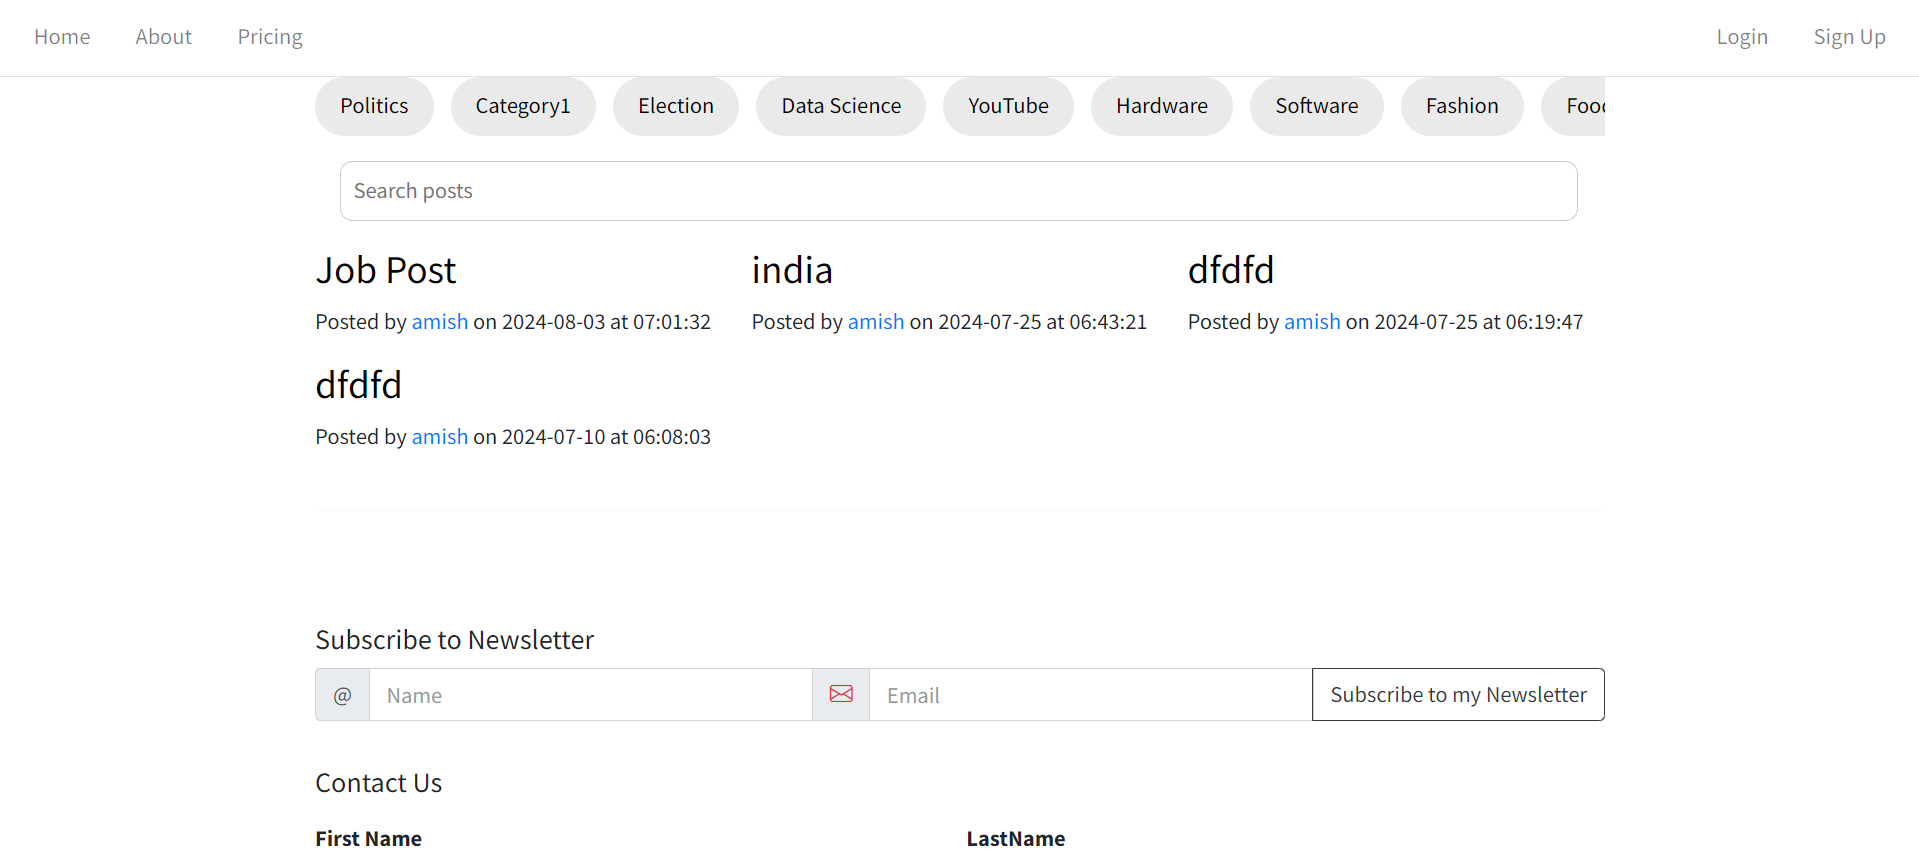 Home About Pricing Login Sign Up
Politics Category1 Election Data Science YouTube Hardware Software Fashion
Search posts
Job Post india dfdfd
Posted by amish on 2024-08-03 at 07:01:32 Posted by amish on 2024-07-25 at 06:43:21 Posted by amish on 2024-07-25 at 06:19:47
dfdfd
Posted by amish on 2024-07-10 at 06:08:03
Subscribe to Newsletter
@ Name Email Subscribe to my Newsletter
Contact Us
First Name LastName